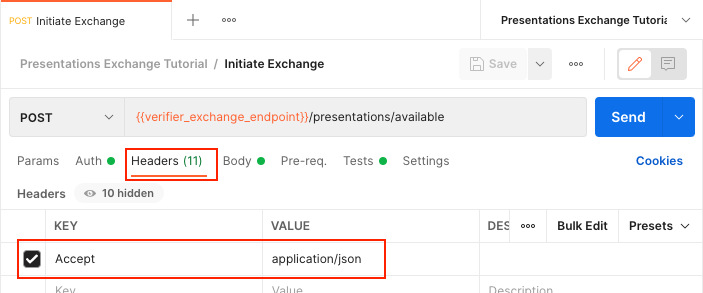 POST Initiate Exchange
Presentations Exchange Tutoria
Presentations Exchange Tutorial / Initiate Exchange
Save
POST {{verifier_exchange_endpoint}}/presentations/available Send
Params Auth Headers (11) Body Pre-req. Tests Settings Cookies
Headers 10 hidden
KEY VALUE DES Bulk Edit Presets
Accept application/json
Key Value Description